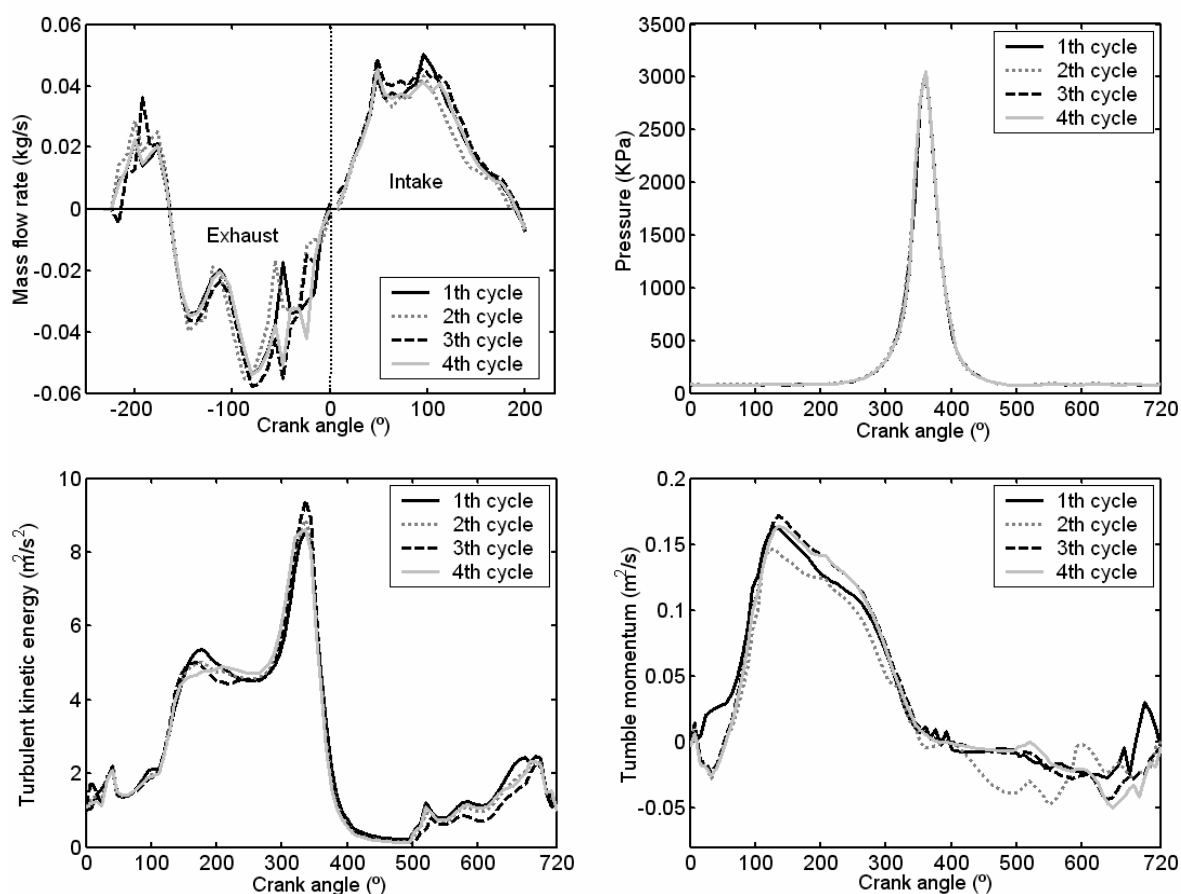 0.06
0.04
0.02
0
-0.02
-0.04
-0.06
Mass flow rate (kg/s)
Exhaust
Intake
1th cycle
2th cycle
3th cycle
4th cycle
-200
-100
0
100
200
Crank angle (º)
3500
3000
2500
2000
1500
1000
500
0
Pressure (KPa)
1th cycle
2th cycle
3th cycle
4th cycle
0
100
200
300
400
500
600
720
Crank angle (º)
10
8
6
4
2
0
Turbulent kinetic energy (m²/s²)
1th cycle
2th cycle
3th cycle
4th cycle
0
100
200
300
400
500
600
720
Crank angle (º)
0.2
0.15
0.1
0.05
0
-0.05
Tumble momentum (m²/s)
1th cycle
2th cycle
3th cycle
4th cycle
0
100
200
300
400
500
600
720
Crank angle (º)